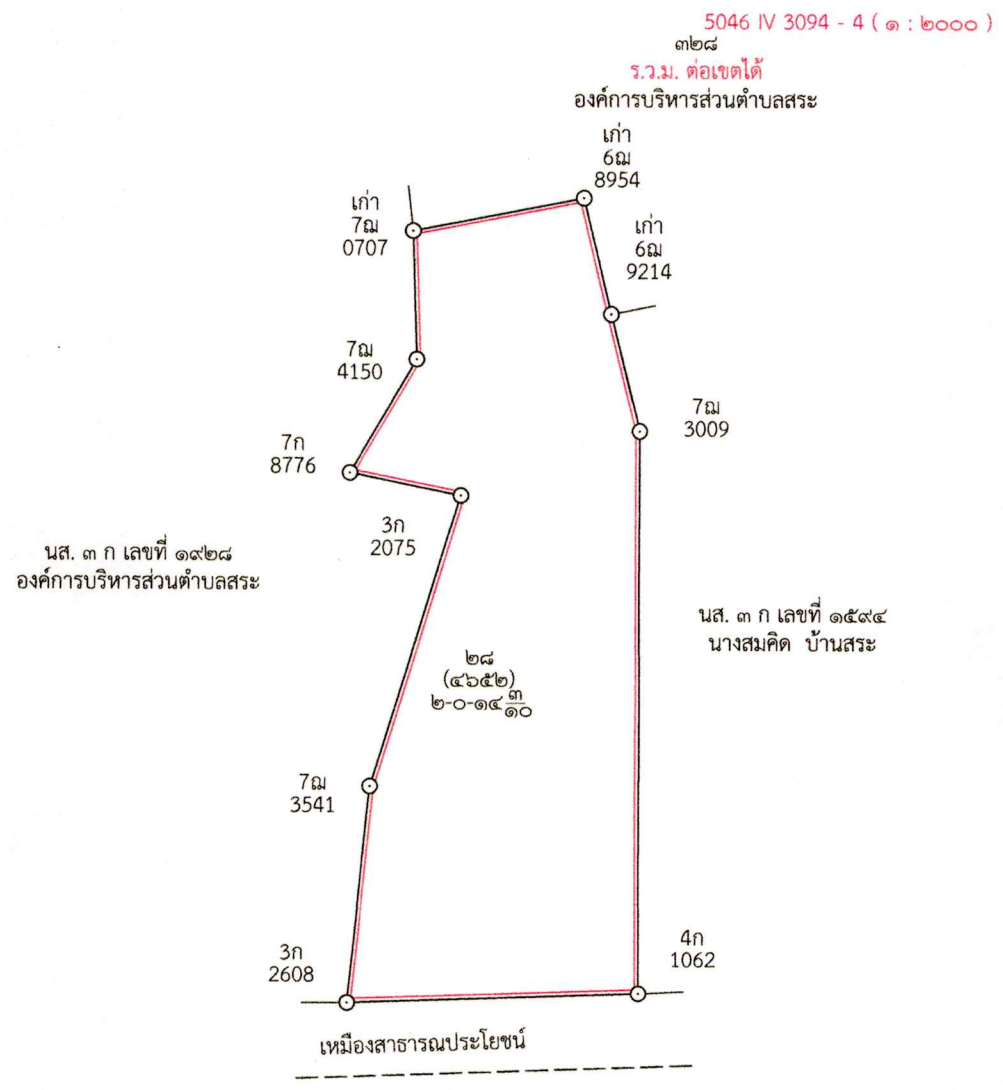 5046 IV 3094 - 4 ( ๑ : ๒๐๐๐ )
๓๒๘
ร.ว.ม. ต่อเขตได้
องค์การบริหารส่วนตำบลสระ
เก่า
6ฌ
8954
เก่า
7ฌ
0707
เก่า
6ฌ
9214
7ฌ
4150
7ฌ
3009
7ก
8776
3ก
2075
นส. ๓ ก เลขที่ ๑๙๒๘
องค์การบริหารส่วนตำบลสระ
นส. ๓ ก เลขที่ ๑๕๙๔
นางสมคิด บ้านสระ
๒๘
(๔๖๕๒)
๒-๐-๑๔ ๓/๑๐
7ฌ
3541
3ก
2608
4ก
1062
เหมืองสาธารณประโยชน์